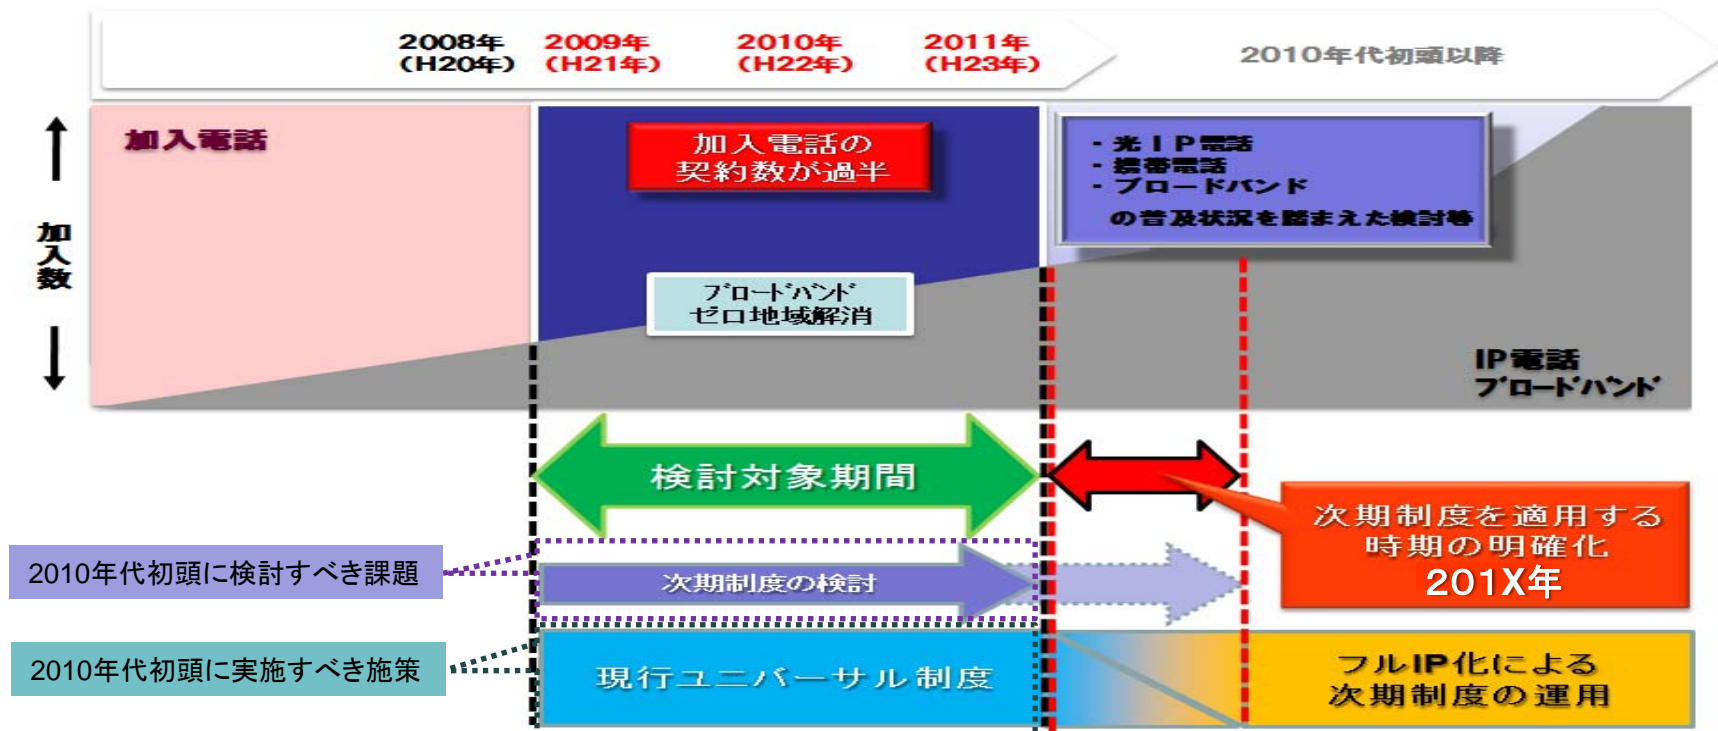 2008年
(H20年)
2009年
(H21年)
2010年
(H22年)
2011年
(H23年)
2010年代初頭以降
加入数
加入電話
加入電話の
契約数が過半
ブロードバンド
ゼロ地域解消
・光IP電話
・携帯電話
・ブロードバンド
の普及状況を踏まえた検討等
IP電話
ブロードバンド
検討対象期間
次期制度を適用する
時期の明確化
201X年
2010年代初頭に検討すべき課題
次期制度の検討
2010年代初頭に実施すべき施策
現行ユニバーサル制度
フルIP化による
次期制度の運用